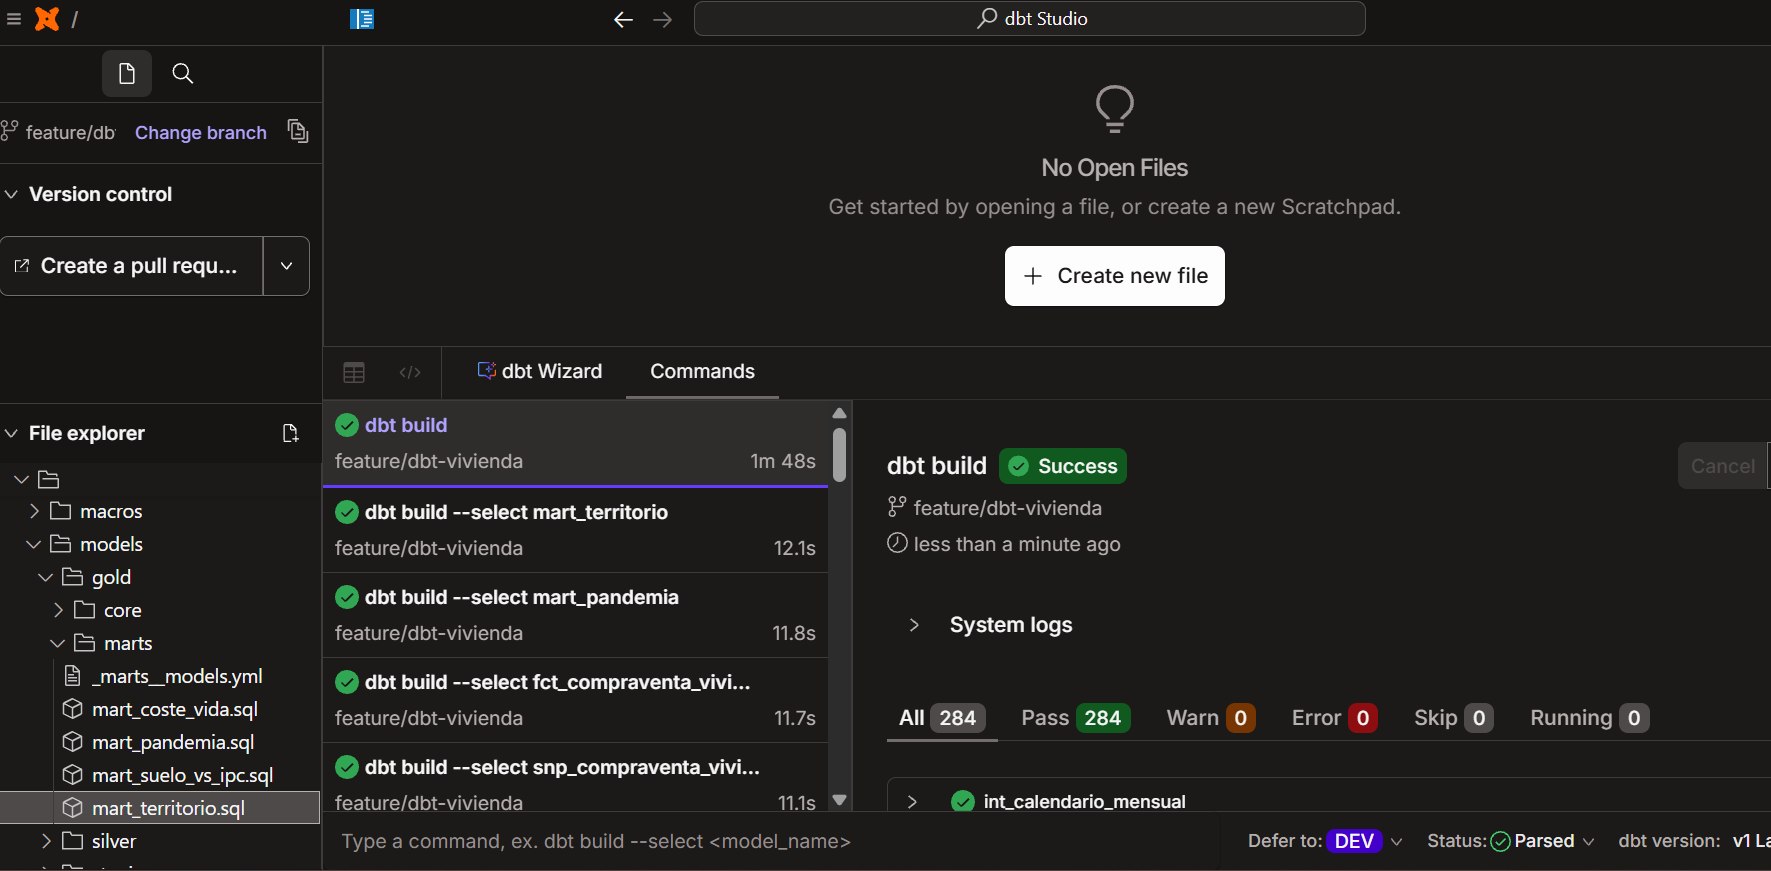 /
dbt Studio
feature/db
Change branch
Version control
Create a pull requ...
No Open Files
Get started by opening a file, or create a new Scratchpad.
+ Create new file
File explorer
macros
models
gold
core
marts
_marts__models.yml
mart_coste_vida.sql
mart_pandemia.sql
mart_suelo_vs_ipc.sql
mart_territorio.sql
silver
</>
dbt Wizard
Commands
dbt build
feature/dbt-vivienda 1m 48s
dbt build --select mart_territorio
feature/dbt-vivienda 12.1s
dbt build --select mart_pandemia
feature/dbt-vivienda 11.8s
dbt build --select fct_compraventa_vivi...
feature/dbt-vivienda 11.7s
dbt build --select snp_compraventa_vivi...
feature/dbt-vivienda 11.1s
dbt build Success
Cancel
feature/dbt-vivienda
less than a minute ago
System logs
All 284 Pass 284 Warn 0 Error 0 Skip 0 Running 0
int_calendario_mensual
Type a command, ex. dbt build --select <model_name>
Defer to: DEV Status: Parsed dbt version: v1 La